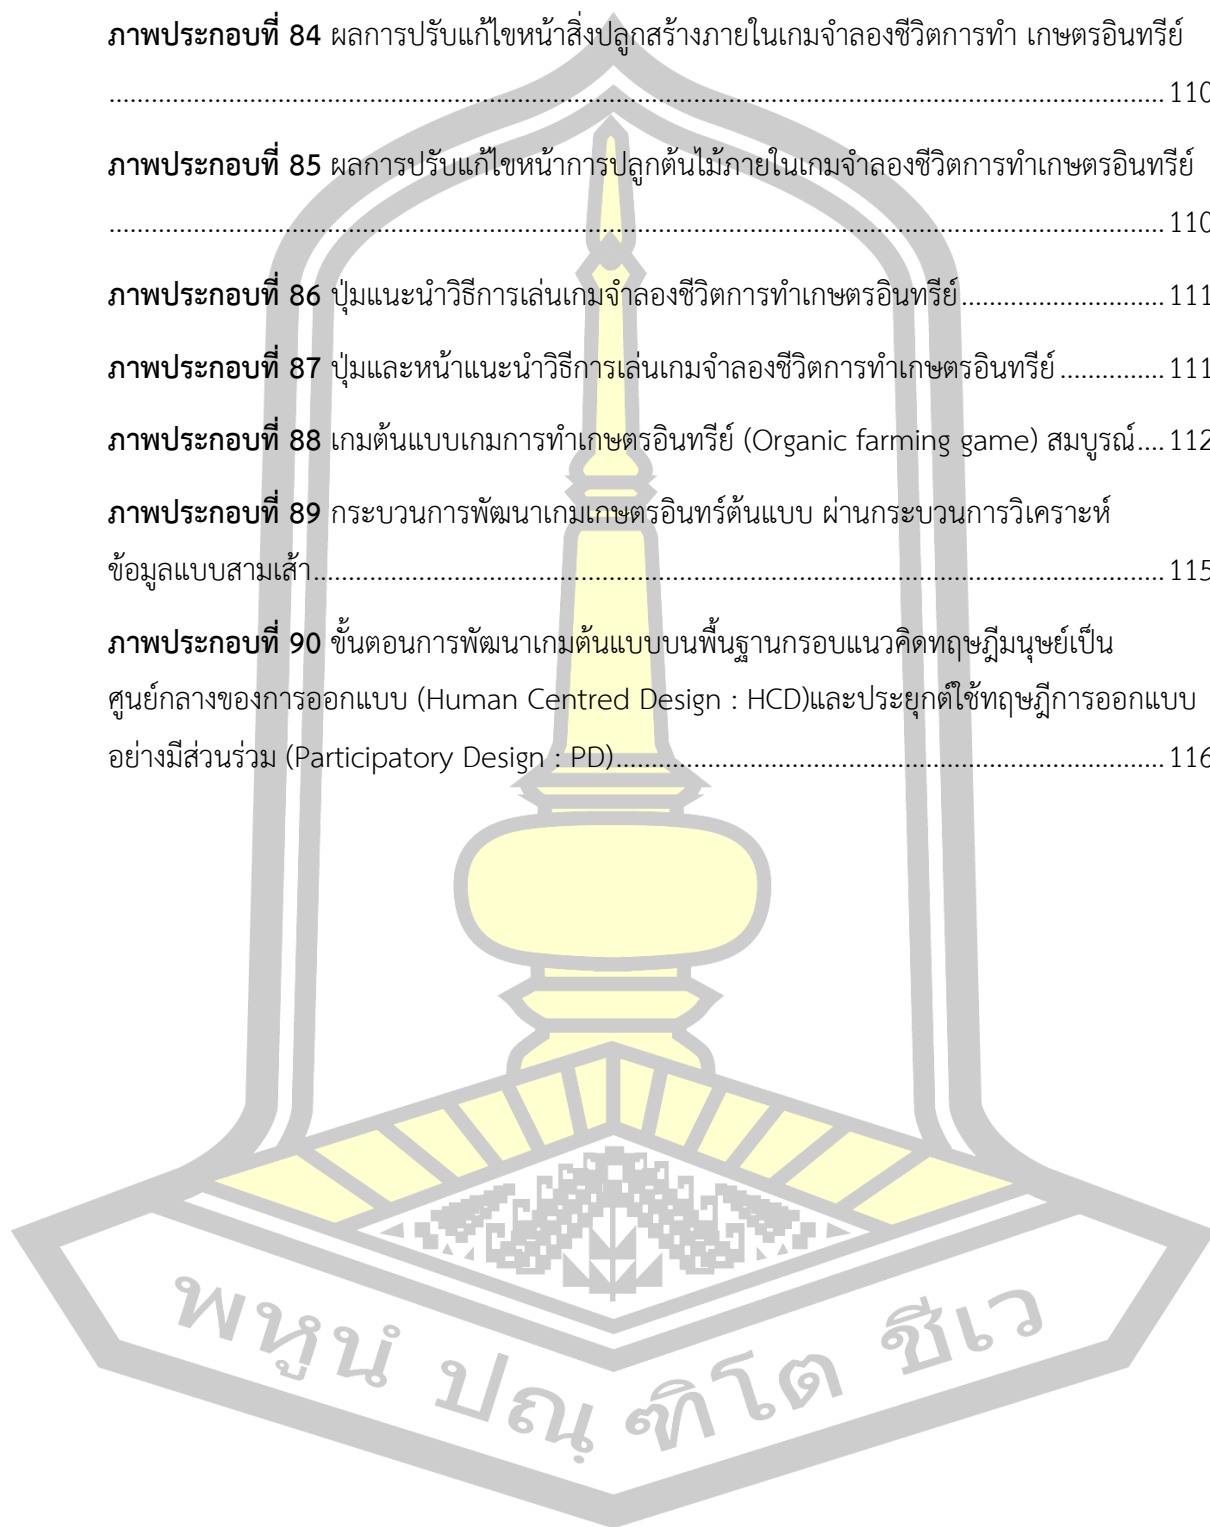 ภาพประกอบที่ 84 ผลการปรับแก้ไขหน้าสิ่งปลูกสร้างภายในเกมจำลองชีวิตการทำ เกษตรอินทรีย์
........................................................................................................................................................ 110
ภาพประกอบที่ 85 ผลการปรับแก้ไขหน้าการปลูกต้นไม้ภายในเกมจำลองชีวิตการทำเกษตรอินทรีย์
........................................................................................................................................................ 110
ภาพประกอบที่ 86 ปุ่มแนะนำวิธีการเล่นเกมจำลองชีวิตการทำเกษตรอินทรีย์............................. 111
ภาพประกอบที่ 87 ปุ่มและหน้าแนะนำวิธีการเล่นเกมจำลองชีวิตการทำเกษตรอินทรีย์............... 111
ภาพประกอบที่ 88 เกมต้นแบบเกมการทำเกษตรอินทรีย์ (Organic farming game) สมบูรณ์.... 112
ภาพประกอบที่ 89 กระบวนการพัฒนาเกมเกษตรอินทร์ต้นแบบ ผ่านกระบวนการวิเคราะห์
ข้อมูลแบบสามเส้า......................................................................................................................... 115
ภาพประกอบที่ 90 ขั้นตอนการพัฒนาเกมต้นแบบบนพื้นฐานกรอบแนวคิดทฤษฎีมนุษย์เป็น
ศูนย์กลางของการออกแบบ (Human Centred Design : HCD)และประยุกต์ใช้ทฤษฎีการออกแบบ
อย่างมีส่วนร่วม (Participatory Design : PD)............................................................................... 116
พหูนํ ปณฺฑิโต ชีเว